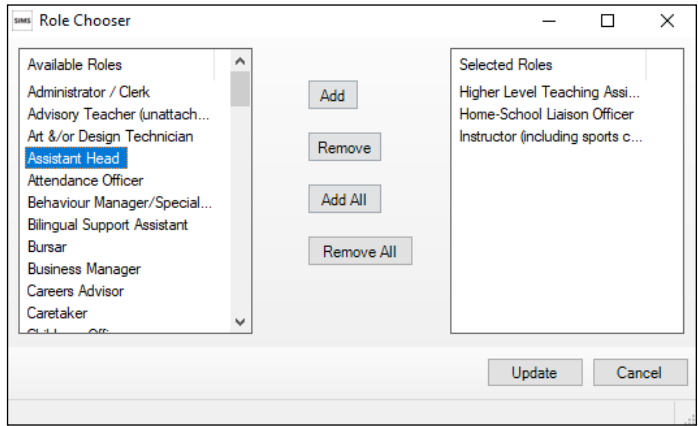 SIMS Role Chooser
Available Roles
Administrator / Clerk
Advisory Teacher (unattach...
Art &/or Design Technician
Assistant Head
Attendance Officer
Behaviour Manager/Special...
Bilingual Support Assistant
Bursar
Business Manager
Careers Advisor
Caretaker
Add
Remove
Add All
Remove All
Selected Roles
Higher Level Teaching Assi...
Home-School Liaison Officer
Instructor (including sports c...
Update
Cancel